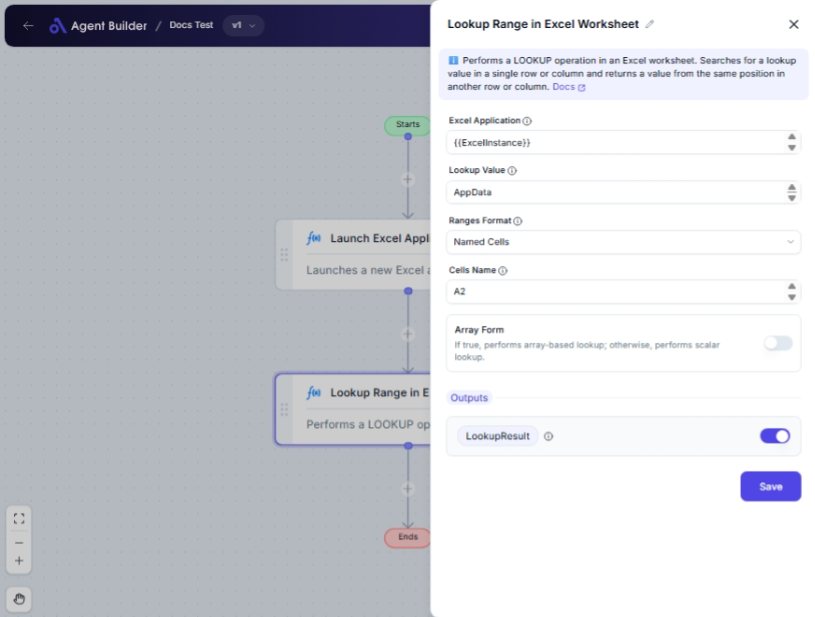 Agent Builder / Docs Test v1
Starts
Launch Excel Appl
Launches a new Excel a
Lookup Range in E
Performs a LOOKUP op
Ends
Lookup Range in Excel Worksheet
Performs a LOOKUP operation in an Excel worksheet. Searches for a lookup
value in a single row or column and returns a value from the same position in
another row or column. Docs
Excel Application
{{ExcelInstance}}
Lookup Value
AppData
Ranges Format
Named Cells
Cells Name
A2
Array Form
If true, performs array-based lookup; otherwise, performs scalar
lookup.
Outputs
LookupResult
Save